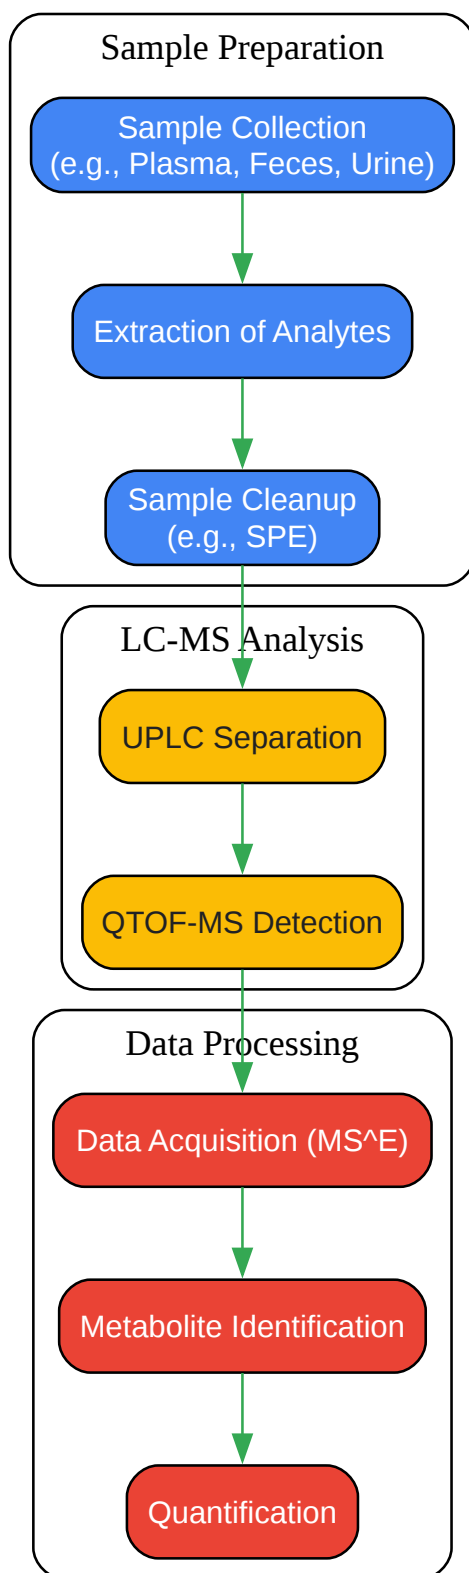 Sample Preparation
Sample Collection
(e.g., Plasma, Feces, Urine)
Extraction of Analytes
Sample Cleanup
(e.g., SPE)
LC-MS Analysis
UPLC Separation
QTOF-MS Detection
Data Processing
Data Acquisition (MS^E)
Metabolite Identification
Quantification